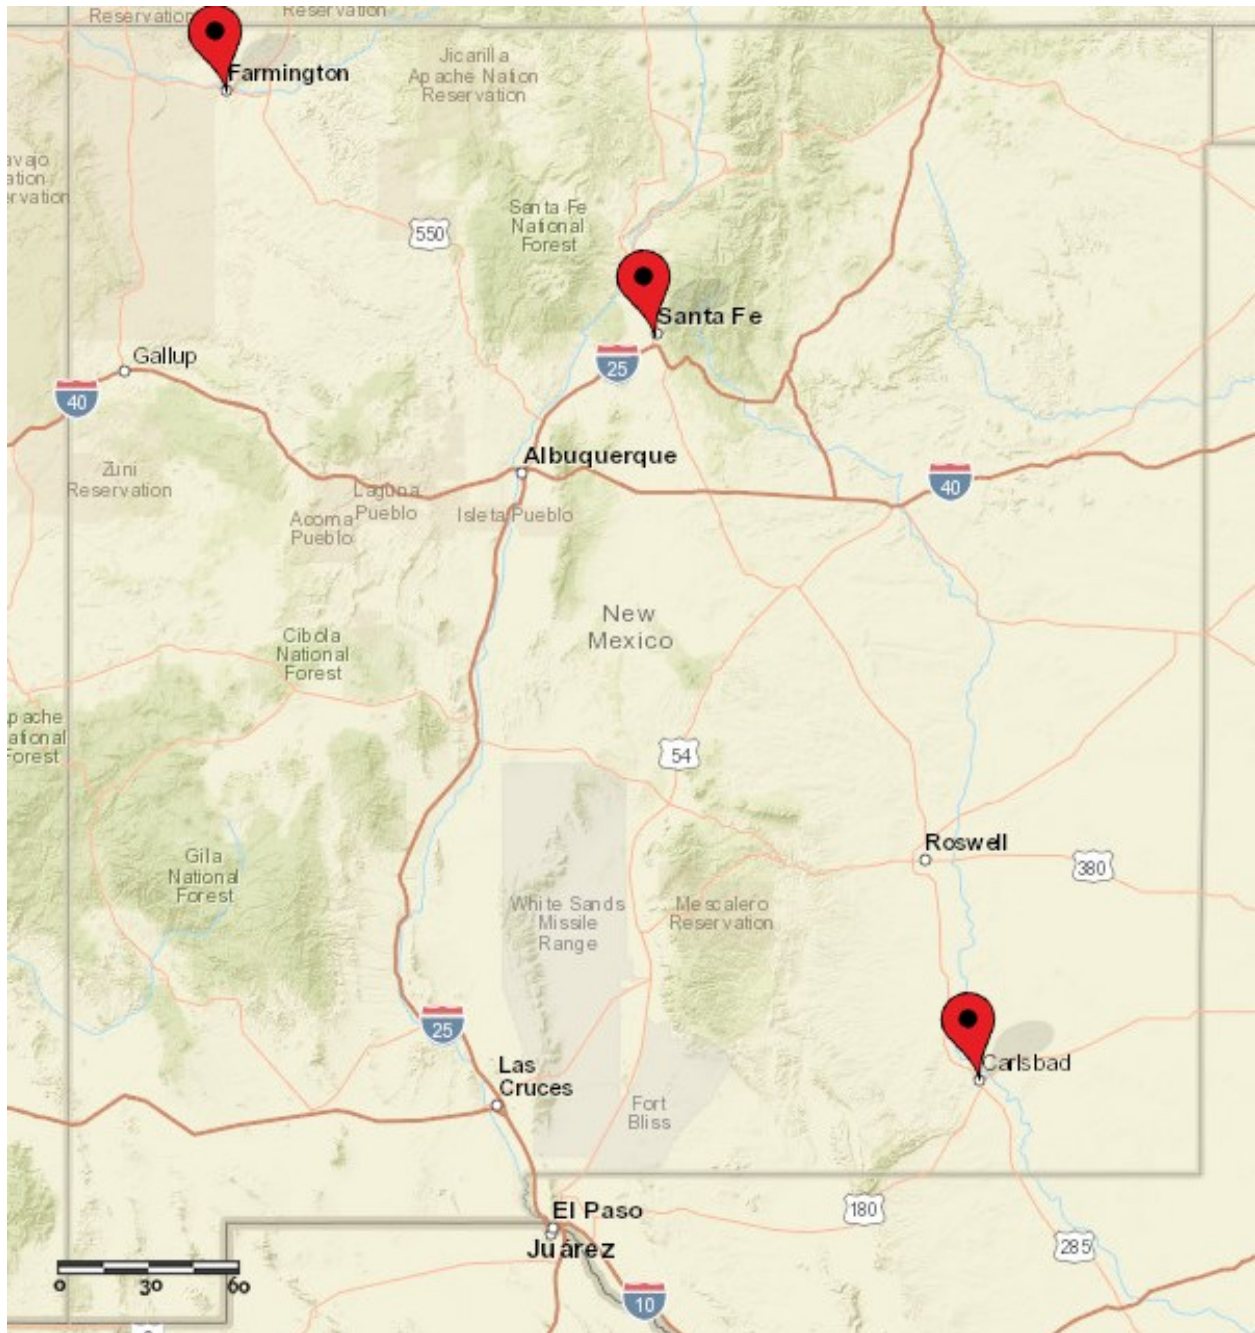 Reservation
Reservation
Farmington
Jicarilla
Apache Nation
Reservation
avajo
ation
ervation
550
Santa Fe
National
Forest
Santa Fe
25
Gallup
40
Albuquerque
Zuni
Reservation
Laguna
Pueblo
Acoma
Pueblo
Isleta Pueblo
40
New
Mexico
Cibola
National
Forest
pache
ational
Forest
54
Roswell
380
Gila
National
Forest
White Sands
Missile
Range
Mescalero
Reservation
25
Las
Cruces
Carlsbad
Fort
Bliss
El Paso
Juárez
180
285
10
0 30 60